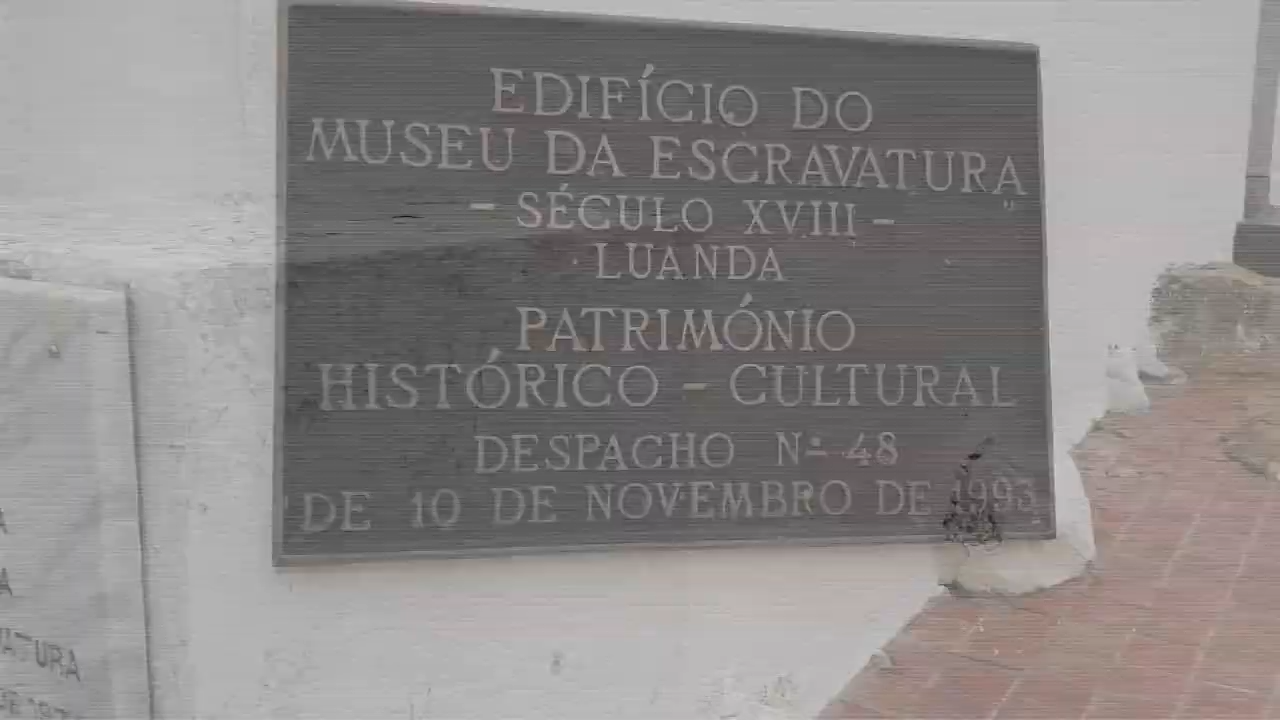 EDIFÍCIO DO
MUSEU DA ESCRAVATURA
- SÉCULO XVIII -
LUANDA
PATRIMÓNIO
HISTÓRICO - CULTURAL
DESPACHO Nº 48
DE 10 DE NOVEMBRO DE 1993